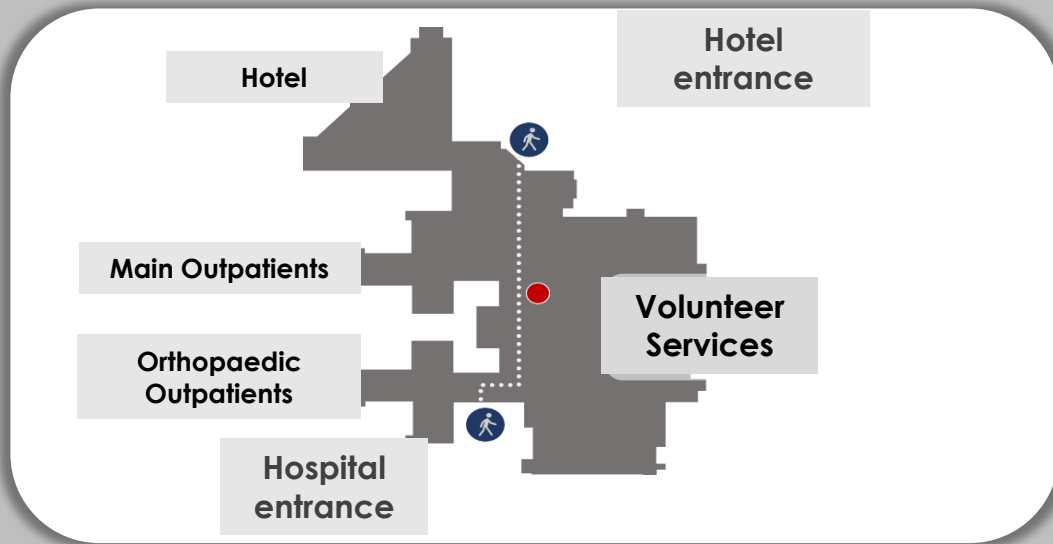 Hotel
entrance
Hotel
Main Outpatients
Volunteer
Services
Orthopaedic
Outpatients
Hospital
entrance